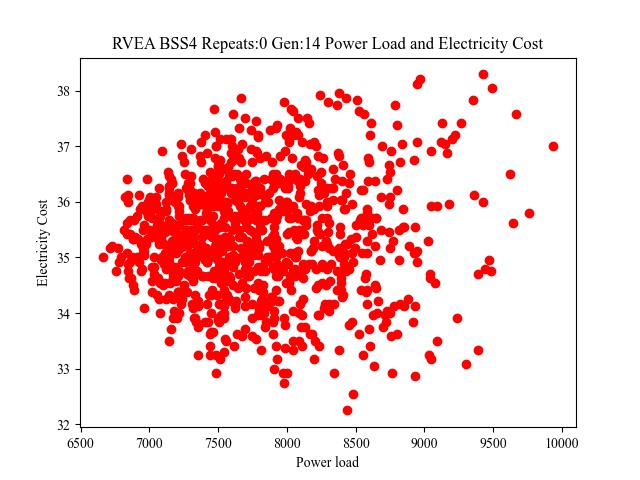 RVEA BSS4 Repeats:0 Gen:14 Power Load and Electricity Cost
Electricity Cost
38
37
36
35
34
33
32
6500 7000 7500 8000 8500 9000 9500 10000
Power load